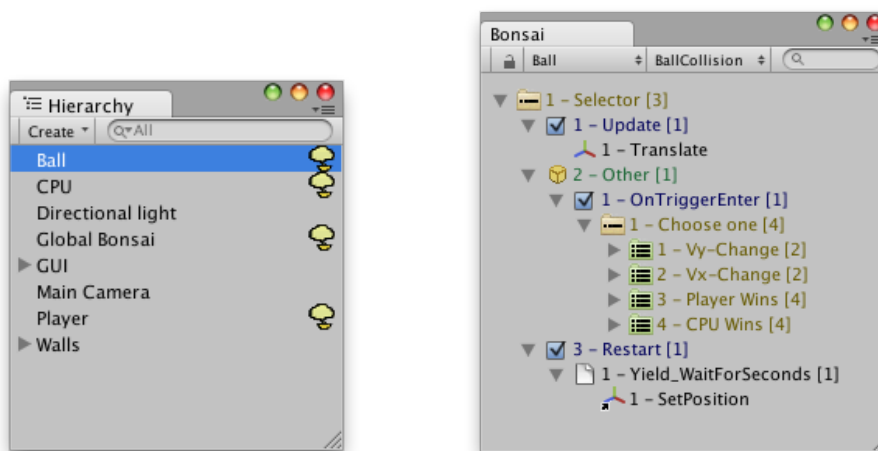 Hierarchy
Create
All
Ball
CPU
Directional light
Global Bonsai
GUI
Main Camera
Player
Walls
Bonsai
Ball BallCollision
1 – Selector [3]
1 – Update [1]
1 – Translate
2 – Other [1]
1 – OnTriggerEnter [1]
1 – Choose one [4]
1 – Vy-Change [2]
2 – Vx-Change [2]
3 – Player Wins [4]
4 – CPU Wins [4]
3 – Restart [1]
1 – Yield_WaitForSeconds [1]
1 – SetPosition